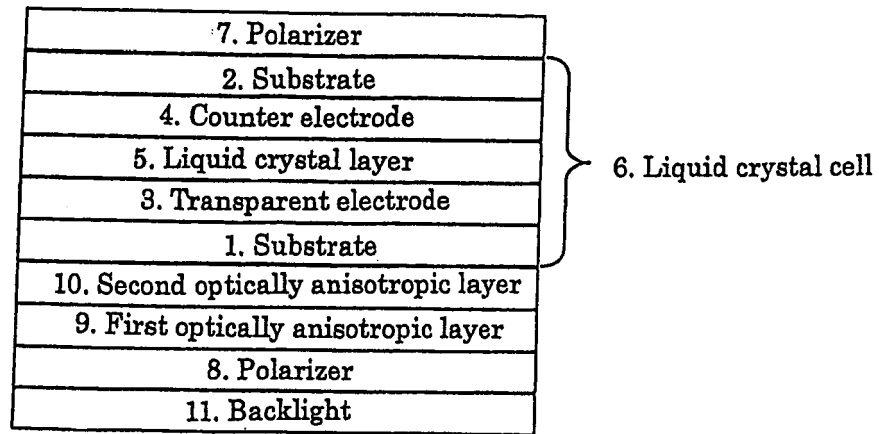 7. Polarizer
2. Substrate
4. Counter electrode
5. Liquid crystal layer
6. Liquid crystal cell
3. Transparent electrode
1. Substrate
10. Second optically anisotropic layer
9. First optically anisotropic layer
8. Polarizer
11. Backlight